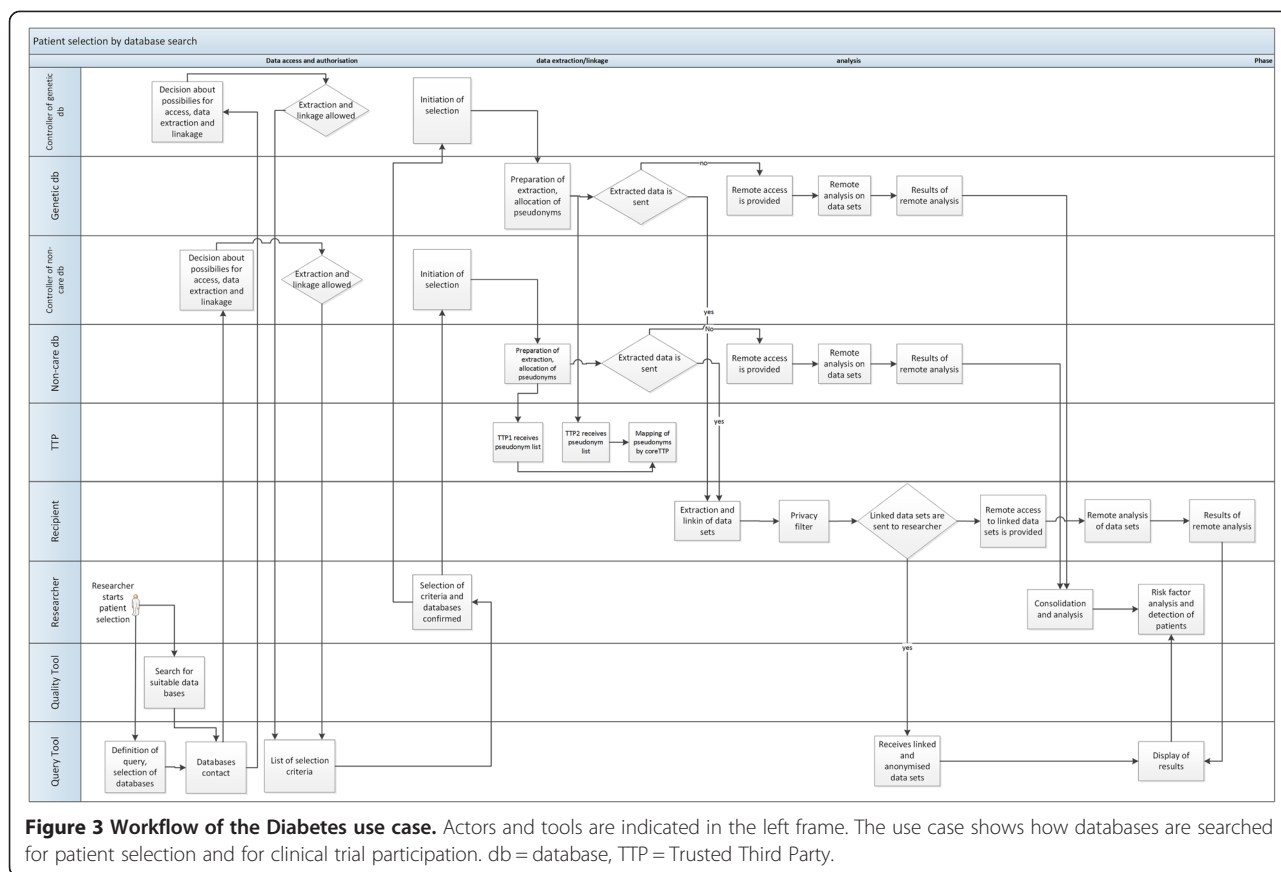 Patient selection by database search
Data access and authorisation
data extraction/linkage
analysis
Phase
Controller of genetic
db
Decision about
possibilies for
access, data
extraction and
linakage
Extraction and
linkage allowed
Initiation of
selection
Genetic db
Preparation of
extraction,
allocation of
pseudonyms
Extracted data is
sent
no
Remote access
is provided
Remote
analysis on
data sets
Results of
remote analysis
Controller of non-
care db
Decision about
possibilies for
access, data
extraction and
linakage
Extraction and
linkage allowed
Initiation of
selection
yes
Non-care db
Preparation of
extraction,
allocation of
pseudonyms
Extracted data is
sent
No
Remote access
is provided
Remote
analysis on
data sets
Results of
remote analysis
TTP
TTP1 receives
pseudonym list
TTP2 receives
pseudonym
list
Mapping of
pseudonyms
by coreTTP
yes
Recipient
Extraction and
linkin of data
sets
Privacy
filter
Linked data sets are
sent to researcher
Remote access
to linked data
sets is provided
Remote analysis
of data sets
Results of
remote analysis
Researcher
Researcher
starts
patient
selection
Selection of
criteria and
databases
confirmed
Consolidation
and analysis
Risk factor
analysis and
detection of
patients
Quality Tool
Search for
suitable data
bases
yes
Query Tool
Definition of
query,
selection of
databases
Databases
contact
List of selection
criteria
Receives linked
and
anonymised
data sets
Display of
results
Figure 3 Workflow of the Diabetes use case. Actors and tools are indicated in the left frame. The use case shows how databases are searched
for patient selection and for clinical trial participation. db = database, TTP = Trusted Third Party.